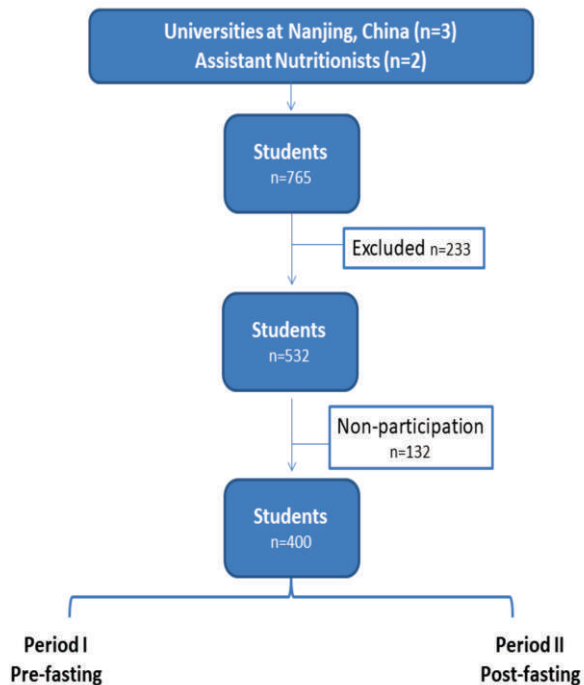 Universities at Nanjing, China (n=3)
Assistant Nutritionists (n=2)
Students
n=765
Excluded n=233
Students
n=532
Non-participation
n=132
Students
n=400
Period I
Pre-fasting
Period II
Post-fasting